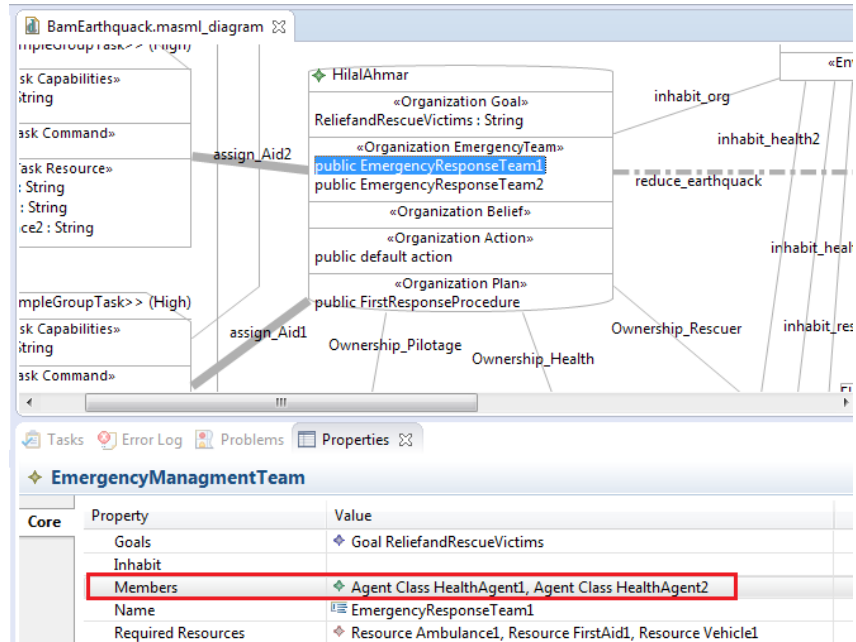 BamEarthquack.masml_diagram
mpleGroupTask>> (High)
sk Capabilities»
String
ask Command»
Task Resource»
: String
: String
ce2 : String
assign_Aid2
HilalAhmar
«Organization Goal»
ReliefandRescueVictims : String
«Organization EmergencyTeam»
public EmergencyResponseTeam1
public EmergencyResponseTeam2
«Organization Belief»
«Organization Action»
public default action
«Organization Plan»
public FirstResponseProcedure
«En
inhabit_org
inhabit_health2
reduce_earthquack
inhabit_heal
mpleGroupTask>> (High)
sk Capabilities»
String
ask Command»
assign_Aid1
Ownership_Pilotage
Ownership_Health
Ownership_Rescuer
inhabit_res
Tasks
Error Log
Problems
Properties
EmergencyManagmentTeam
Core
Property Value
Goals Goal ReliefandRescueVictims
Inhabit
Members Agent Class HealthAgent1, Agent Class HealthAgent2
Name EmergencyResponseTeam1
Required Resources Resource Ambulance1, Resource FirstAid1, Resource Vehicle1